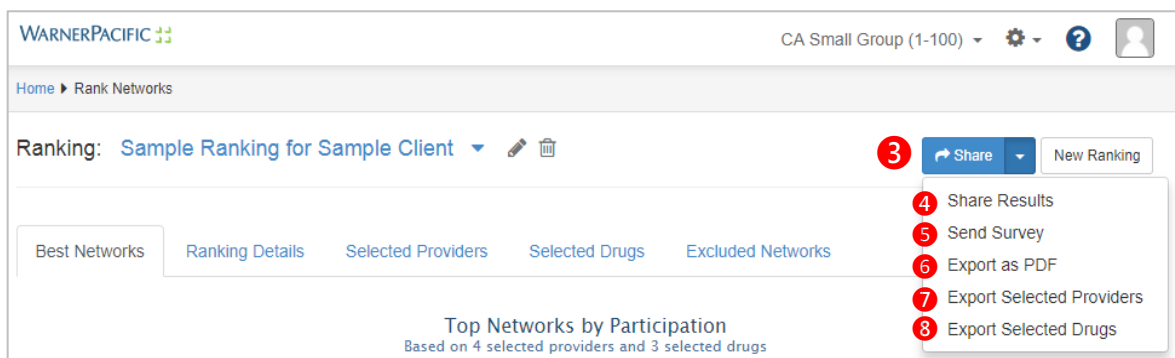 WARNERPACIFIC
CA Small Group (1-100)
?
Home Rank Networks
Ranking: Sample Ranking for Sample Client
3 Share New Ranking
4 Share Results
5 Send Survey
6 Export as PDF
7 Export Selected Providers
8 Export Selected Drugs
Best Networks Ranking Details Selected Providers Selected Drugs Excluded Networks
Top Networks by Participation
Based on 4 selected providers and 3 selected drugs